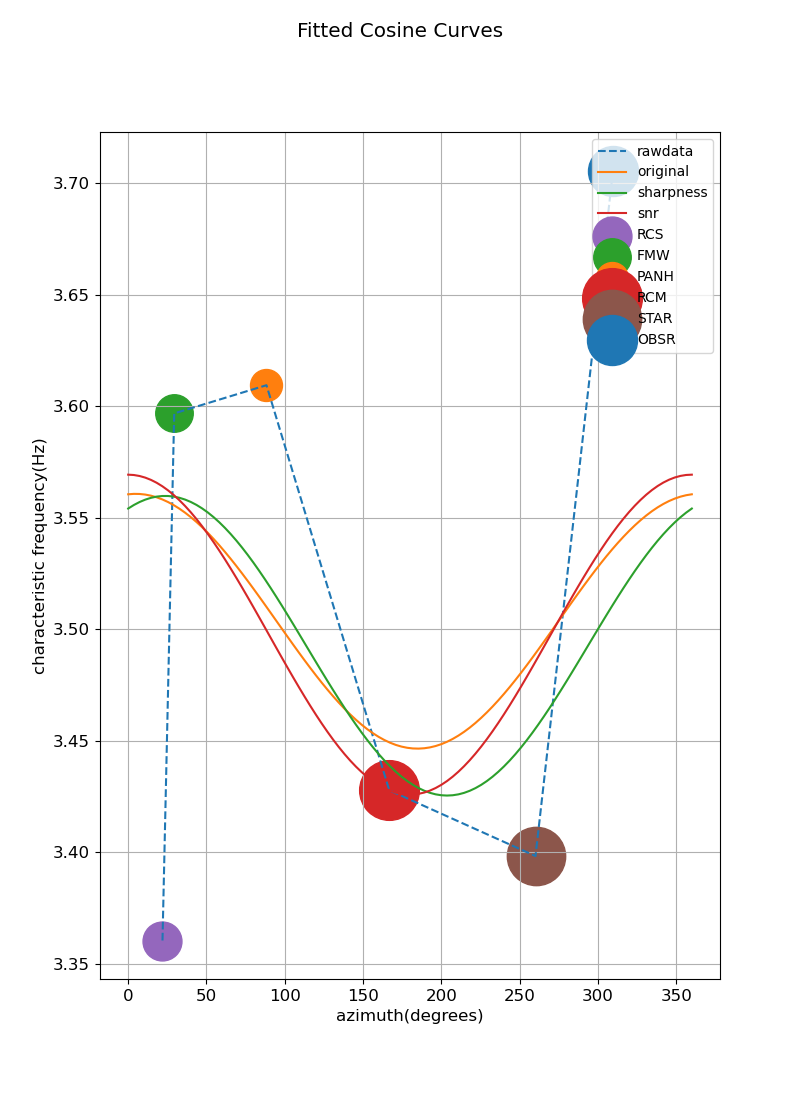 Fitted Cosine Curves
rawdata
original
sharpness
snr
RCS
FMW
PANH
RCM
STAR
OBSR
3.70
3.65
3.60
3.55
3.50
3.45
3.40
3.35
characteristic frequency(Hz)
0 50 100 150 200 250 300 350
azimuth(degrees)